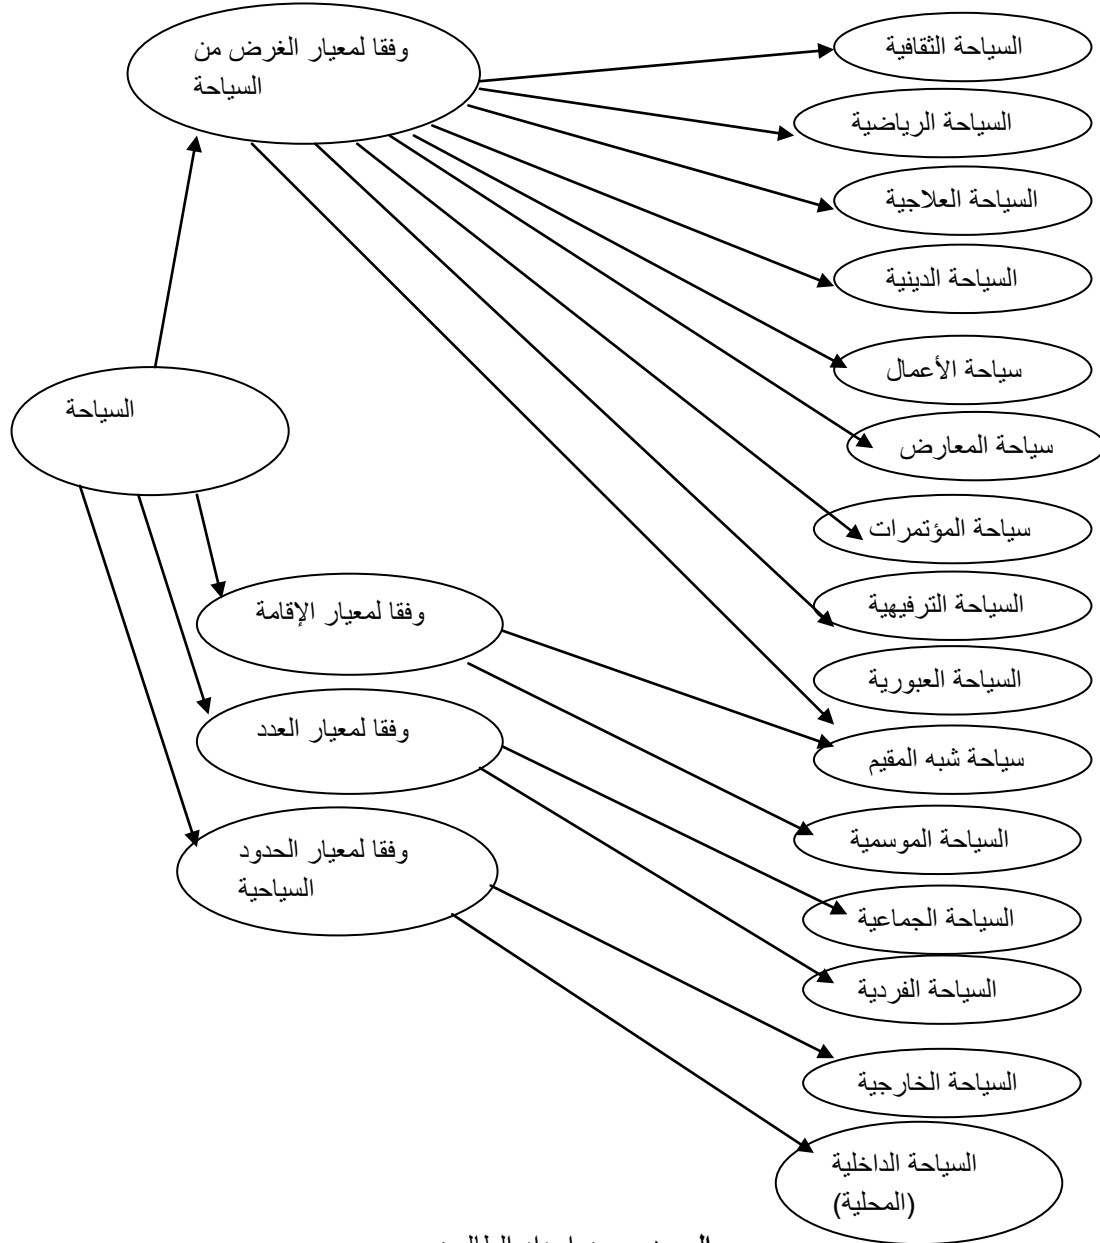 وفقا لمعيار الغرض من
السياحة
السياحة الثقافية
السياحة الرياضية
السياحة العلاجية
السياحة الدينية
سياحة الأعمال
السياحة
سياحة المعارض
سياحة المؤتمرات
السياحة الترفيهية
وفقا لمعيار الإقامة
السياحة العبورية
وفقا لمعيار العدد
سياحة شبه المقيم
السياحة الموسمية
وفقا لمعيار الحدود
السياحية
السياحة الجماعية
السياحة الفردية
السياحة الخارجية
السياحة الداخلية
(المحلية)